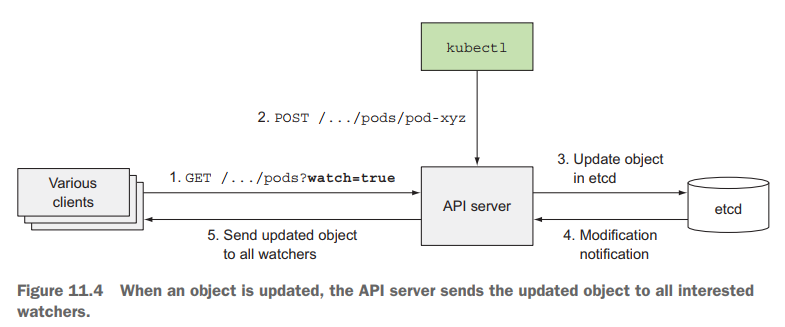 kubectl
2. POST /.../pods/pod-xyz
3. Update object
in etcd
Various
clients
1. GET /.../pods?watch=true
API server
etcd
5. Send updated object
to all watchers
4. Modification
notification
Figure 11.4 When an object is updated, the API server sends the updated object to all interested
watchers.